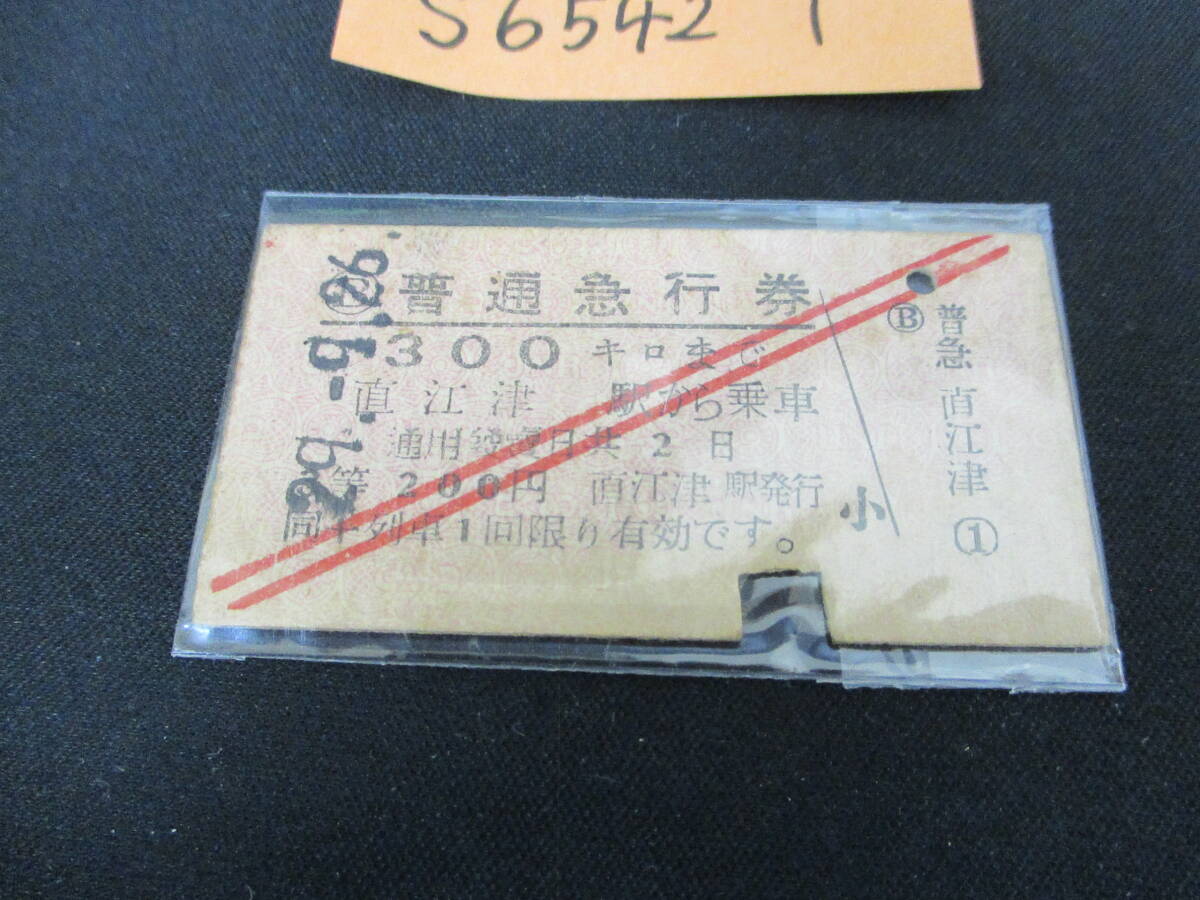 S6542 1
普通急行券
300キロまで
直江津 駅から乗車
通用発売日共2日
等 200円 直江津駅発行
列車1回限り有効です。
小
Ⓑ
普急 直江津 ①